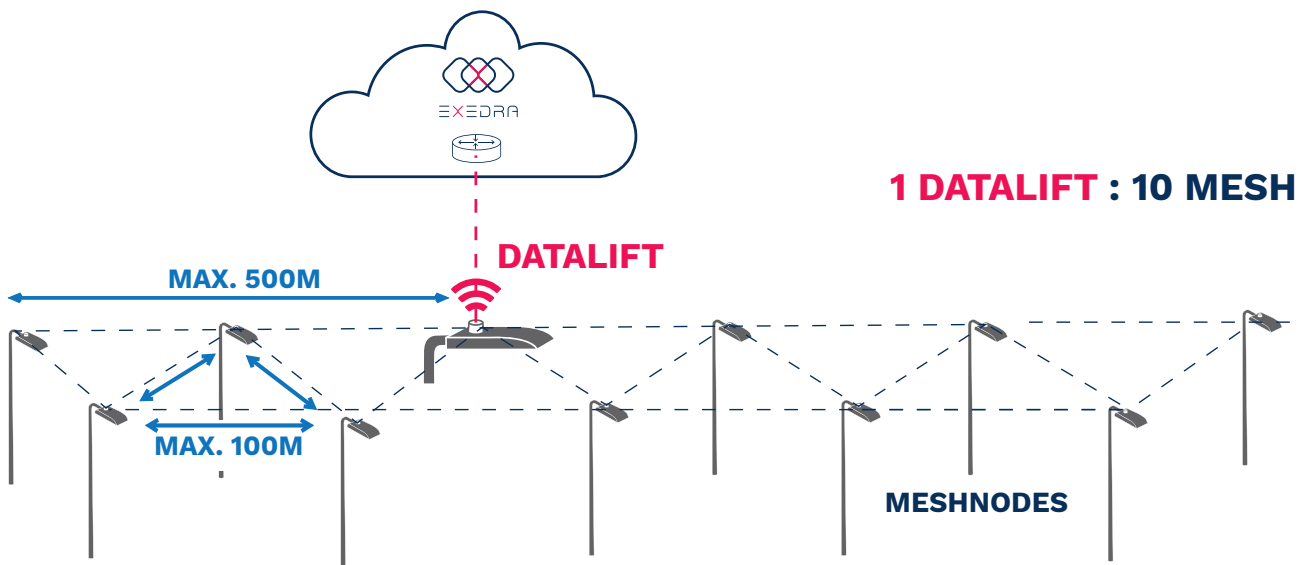 EXEDRA
1 DATALIFT : 10 MESH
DATALIFT
MAX. 500M
MAX. 100M
MESHNODES